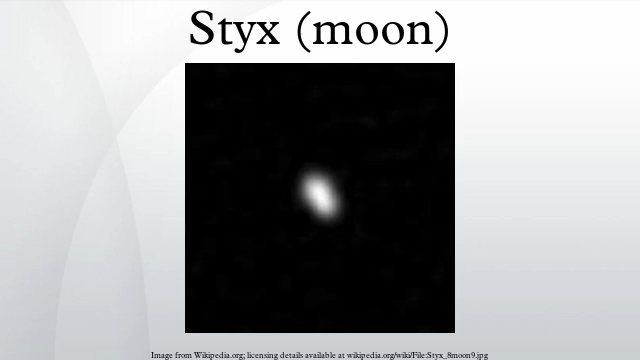 Styx (moon)
Image from Wikipedia.org; licensing details available at wikipedia.org/wiki/File:Styx_8moon9.jpg